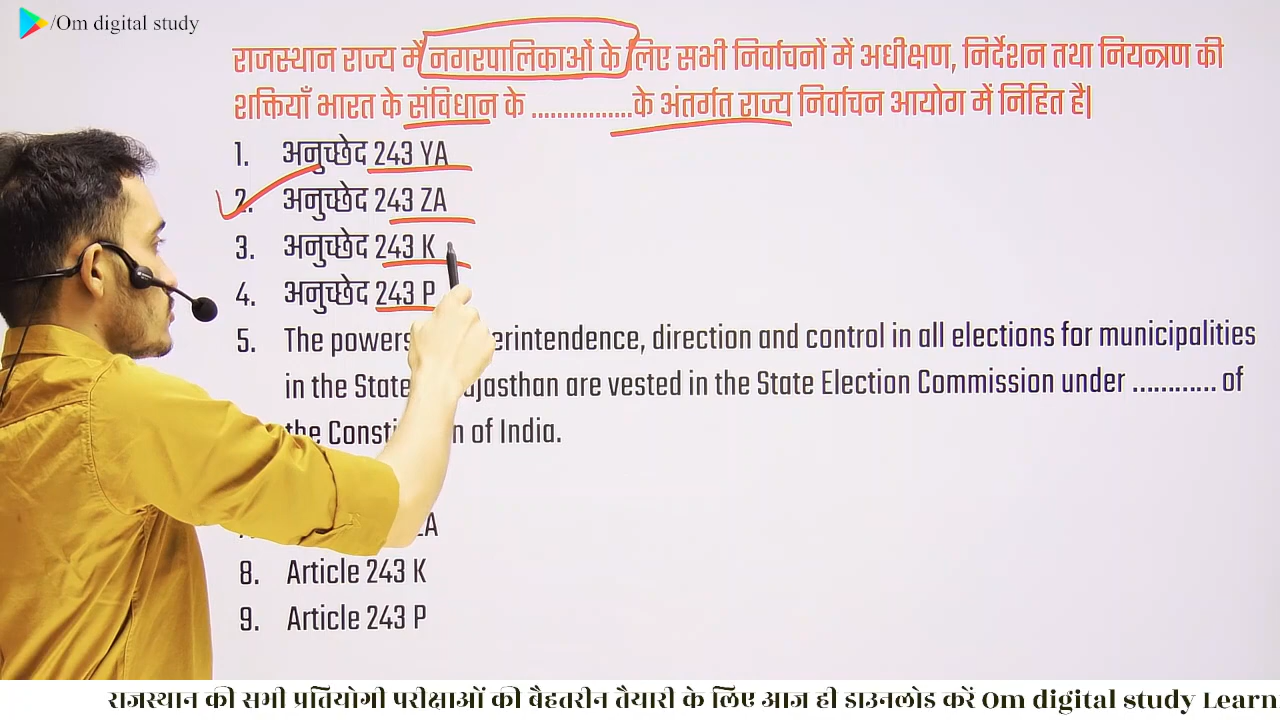 /Om digital study
राजस्थान राज्य में नगरपालिकाओं के लिए सभी निर्वाचनों में अधीक्षण, निर्देशन तथा नियन्त्रण की
शक्तियाँ भारत के संविधान के ................के अंतर्गत राज्य निर्वाचन आयोग में निहित है|
1. अनुच्छेद 243 YA
2. अनुच्छेद 243 ZA
3. अनुच्छेद 243 K
4. अनुच्छेद 243 P
5. The powers direction and control in all elections for municipalities
in the State are vested in the State Election Commission under ............ of
the of India.
8. Article 243 K
9. Article 243 P
राजस्थान की सभी प्रतियोगी परीक्षाओं की बैहतरीन तैयारी के लिए आज ही डाउनलोड करें Om digital study Learn